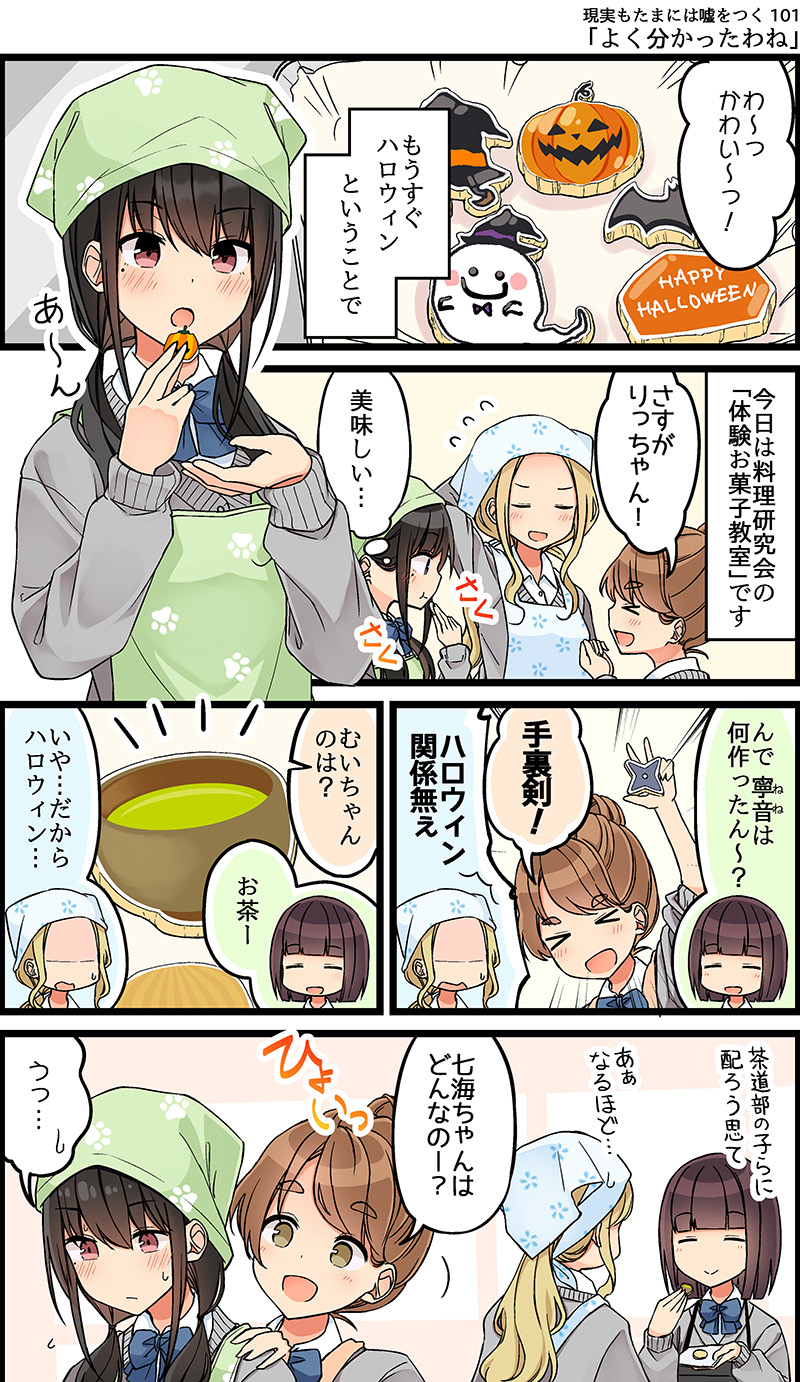 現実もたまには嘘をつく 101
「よく分かったわね」
わ〜っ
かわい〜っ!
HAPPY
HALLOWEEN
もうすぐ
ハロウィン
ということで
あ〜ん
今日は料理研究会の
「体験お菓子教室」です
さすが
りっちゃん!
美味しい…
さく
さく
んで寧音は
ねね
何作ったん〜?
手裏剣!
ハロウィン
関係無え
むいちゃん
のは?
お茶ー
いや…だから
ハロウィン…
茶道部の子らに
配ろう思て
あぁ
なるほど…
七海ちゃんは
どんなのー?
ひょいっ
うっ…